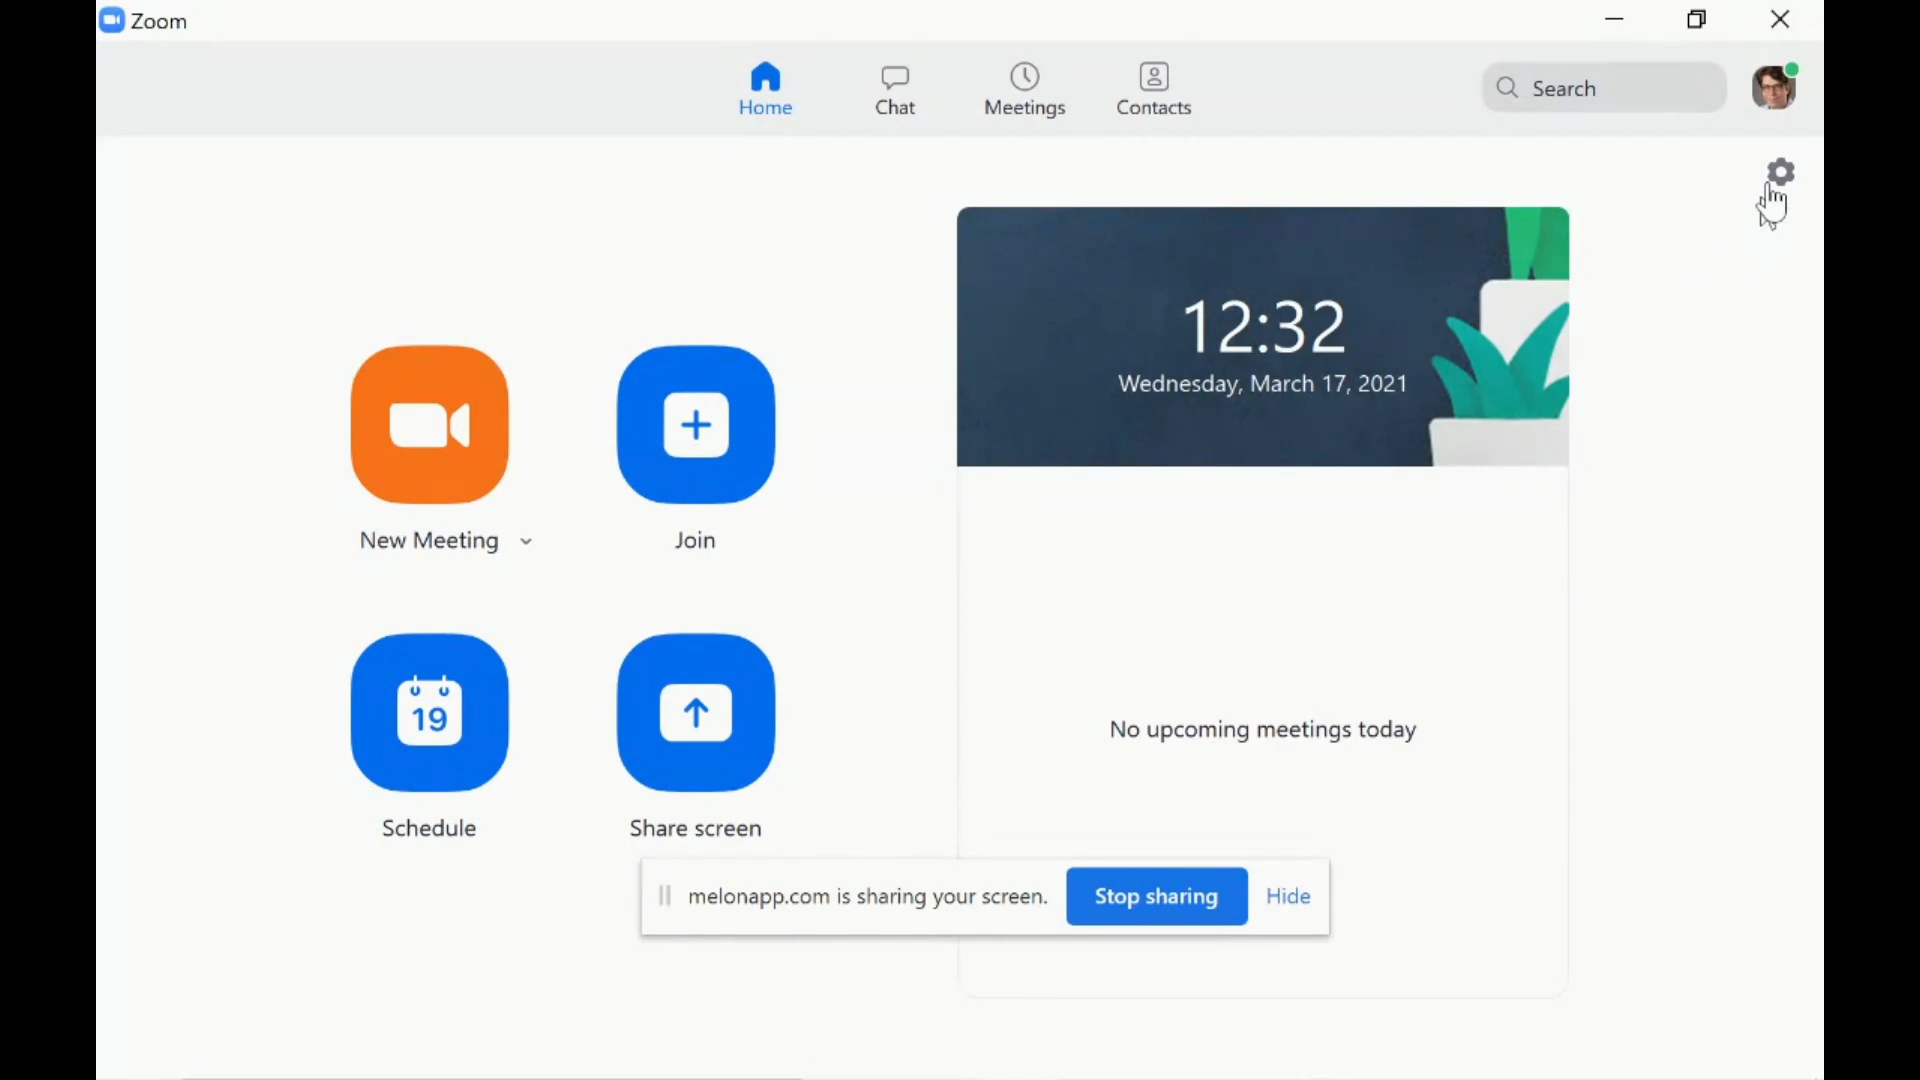 Zoom
Home
Chat
Meetings
Contacts
Search
12:32
Wednesday, March 17, 2021
New Meeting
Join
19
Schedule
Share screen
No upcoming meetings today
melonapp.com is sharing your screen.
Stop sharing
Hide